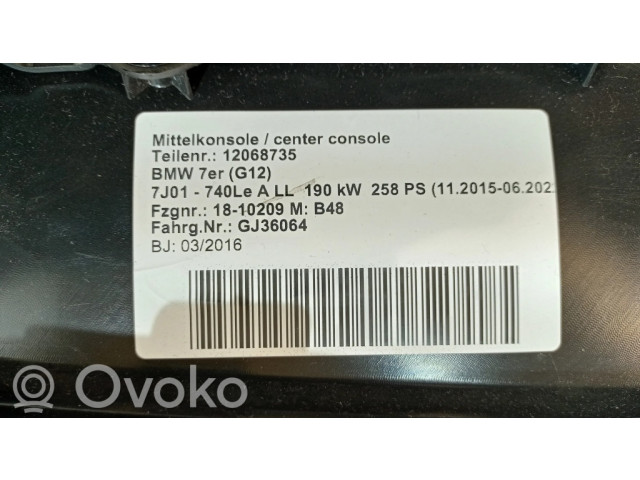 Mittelkonsole / center console
Teilenr.: 12068735
BMW 7er (G12)
7J01 - 740Le A LL 190 kW 258 PS (11.2015-06.202
Fzgnr.: 18-10209 M: B48
Fahrg.Nr.: GJ36064
BJ: 03/2016
Ovoko